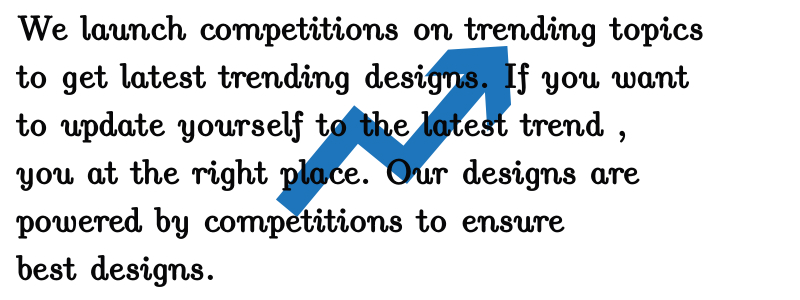 We launch competitions on trending topics
to get latest trending designs. If you want
to update yourself to the latest trend ,
you at the right place. Our designs are
powered by competitions to ensure
best designs.